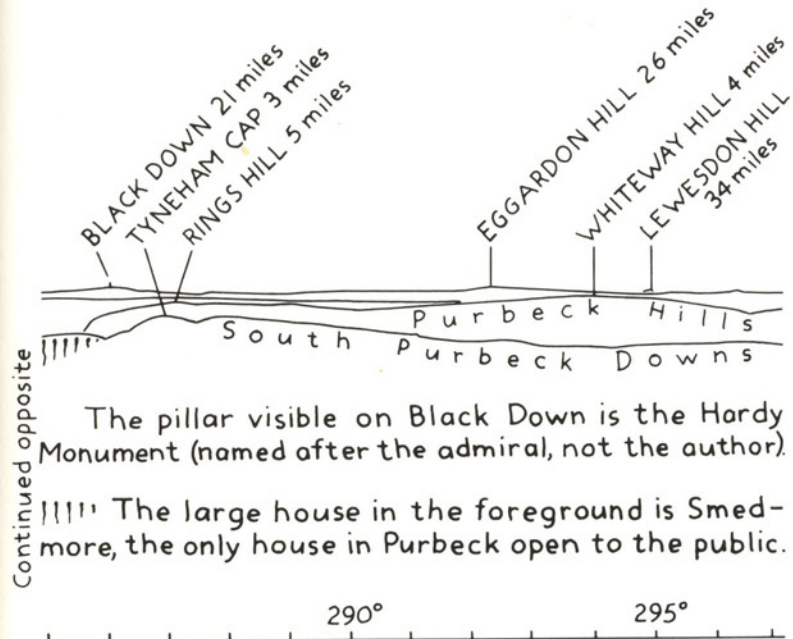 BLACK DOWN 21 miles
TYNEHAM CAP 3 miles
RINGS HILL 5 miles
EGGARDON HILL 26 miles
WHITEWAY HILL 4 miles
LEWESDON HILL
34 miles
Purbeck Hills
South Purbeck Downs
Continued opposite
The pillar visible on Black Down is the Hardy
Monument (named after the admiral, not the author).
The large house in the foreground is Smed-
more, the only house in Purbeck open to the public.
290° 295°